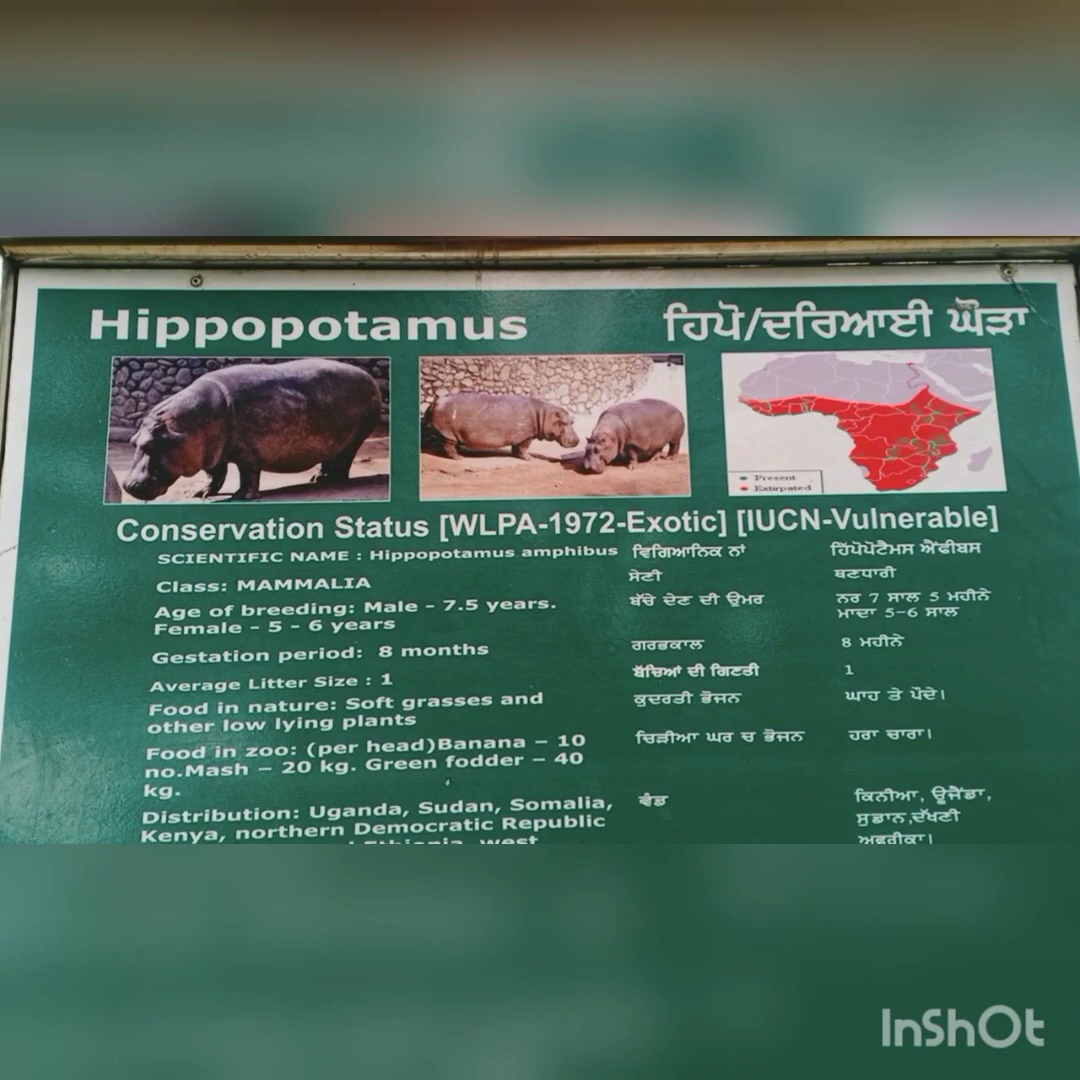 Hippopotamus
ਹਿਪੋ/ਦਰਿਆਈ ਘੋੜਾ
Present
Extirpated
Conservation Status [WLPA-1972-Exotic] [IUCN-Vulnerable]
SCIENTIFIC NAME : Hippopotamus amphibus ਵਿਗਿਆਨਿਕ ਨਾਂ ਹਿੱਪੋਪੋਟੈਮਸ ਐਂਫੀਬਸ
Class: MAMMALIA ਸੇਣੀ ਥਣਧਾਰੀ
Age of breeding: Male - 7.5 years. ਬੱਚੇ ਦੇਣ ਦੀ ਉਮਰ ਨਰ 7 ਸਾਲ 5 ਮਹੀਨੇ
Female - 5 - 6 years ਮਾਦਾ 5-6 ਸਾਲ
Gestation period: 8 months ਗਰਭਕਾਲ 8 ਮਹੀਨੇ
Average Litter Size : 1 ਬੱਚਿਆਂ ਦੀ ਗਿਣਤੀ 1
Food in nature: Soft grasses and ਕੁਦਰਤੀ ਭੋਜਨ ਘਾਹ ਤੇ ਪੌਦੇ।
other low lying plants
Food in zoo: (per head)Banana – 10 ਚਿੜੀਆ ਘਰ ਚ ਭੋਜਨ ਹਰਾ ਚਾਰਾ।
no.Mash – 20 kg. Green fodder – 40
kg.
Distribution: Uganda, Sudan, Somalia, ਵੰਡ ਕਿਨੀਆ, ਊਜੈਂਡਾ,
Kenya, northern Democratic Republic ਸੁਡਾਨ,ਦੱਖਣੀ
Ethiopia, west ਅਫਰੀਕਾ।
InShOt